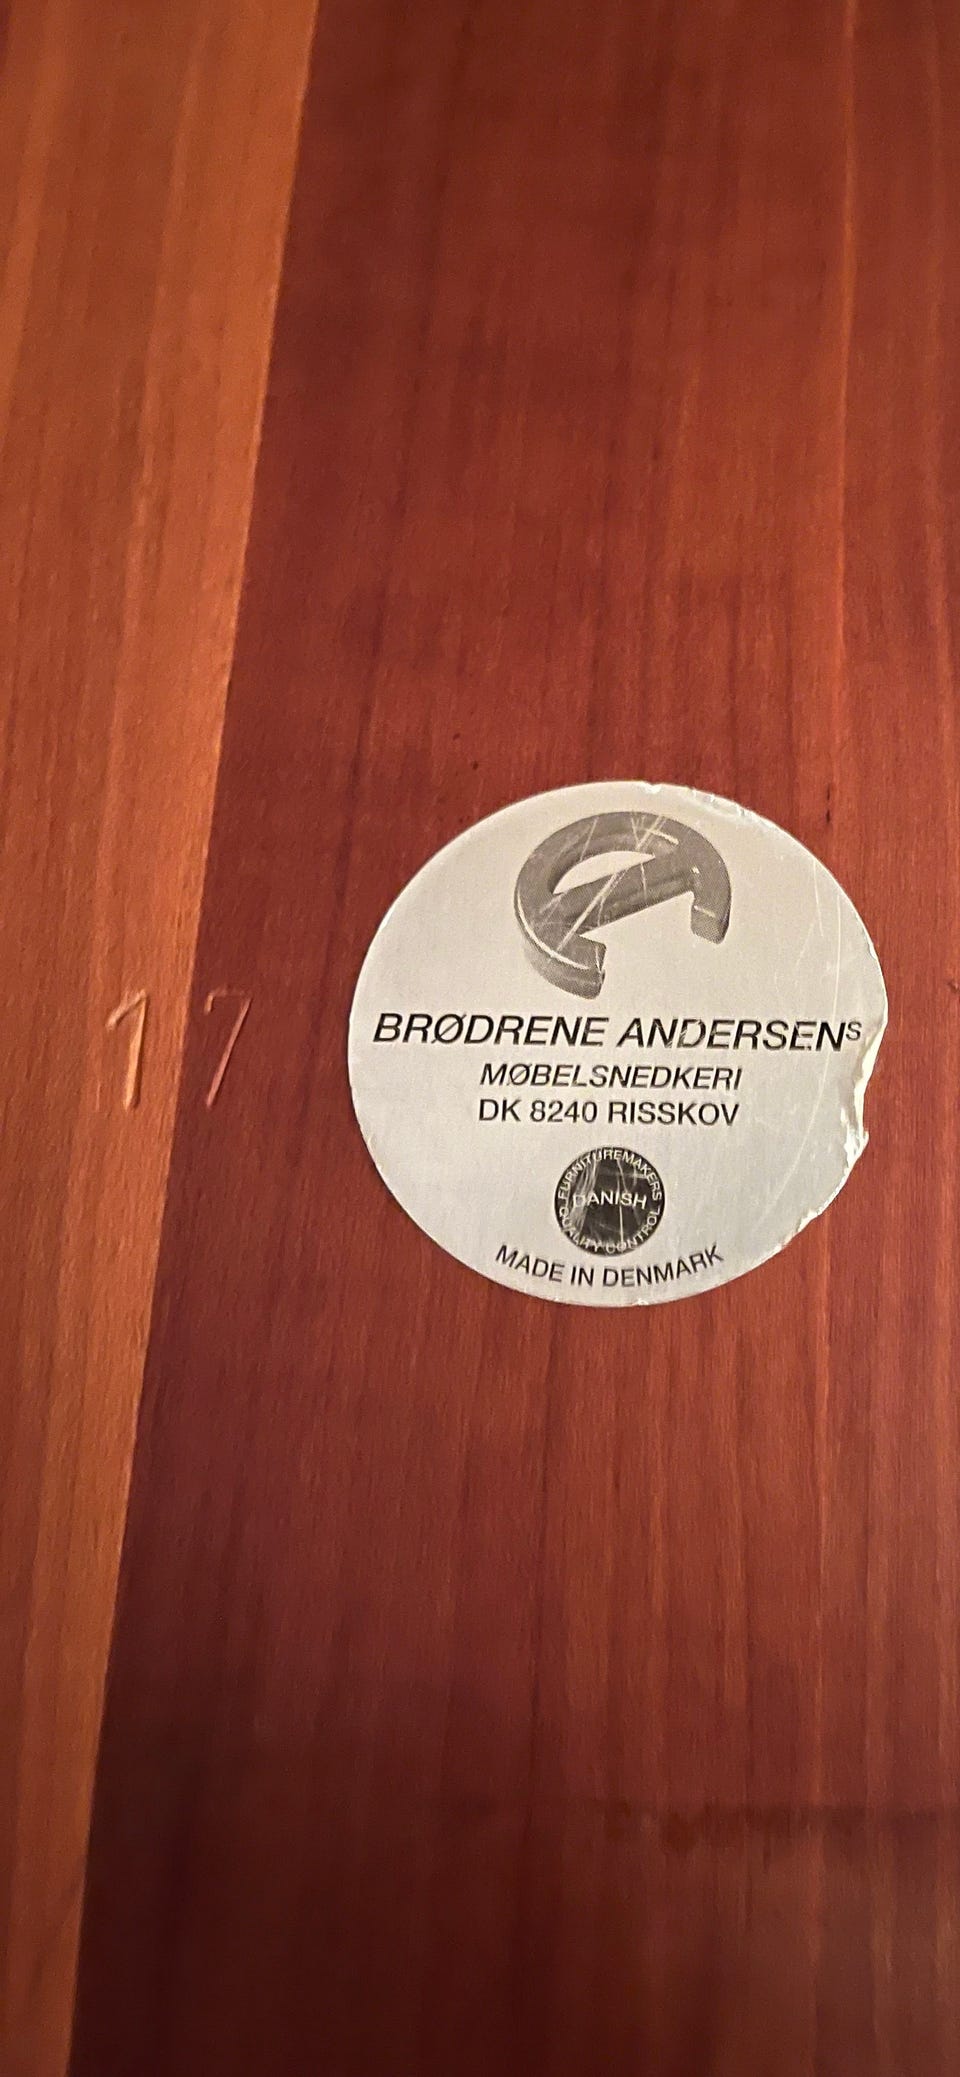 17
BRØDRENE ANDERSENS
MØBELSNEDKERI
DK 8240 RISSKOV
FURNITUREMAKERS
DANISH
QUALITY CONTROL
MADE IN DENMARK